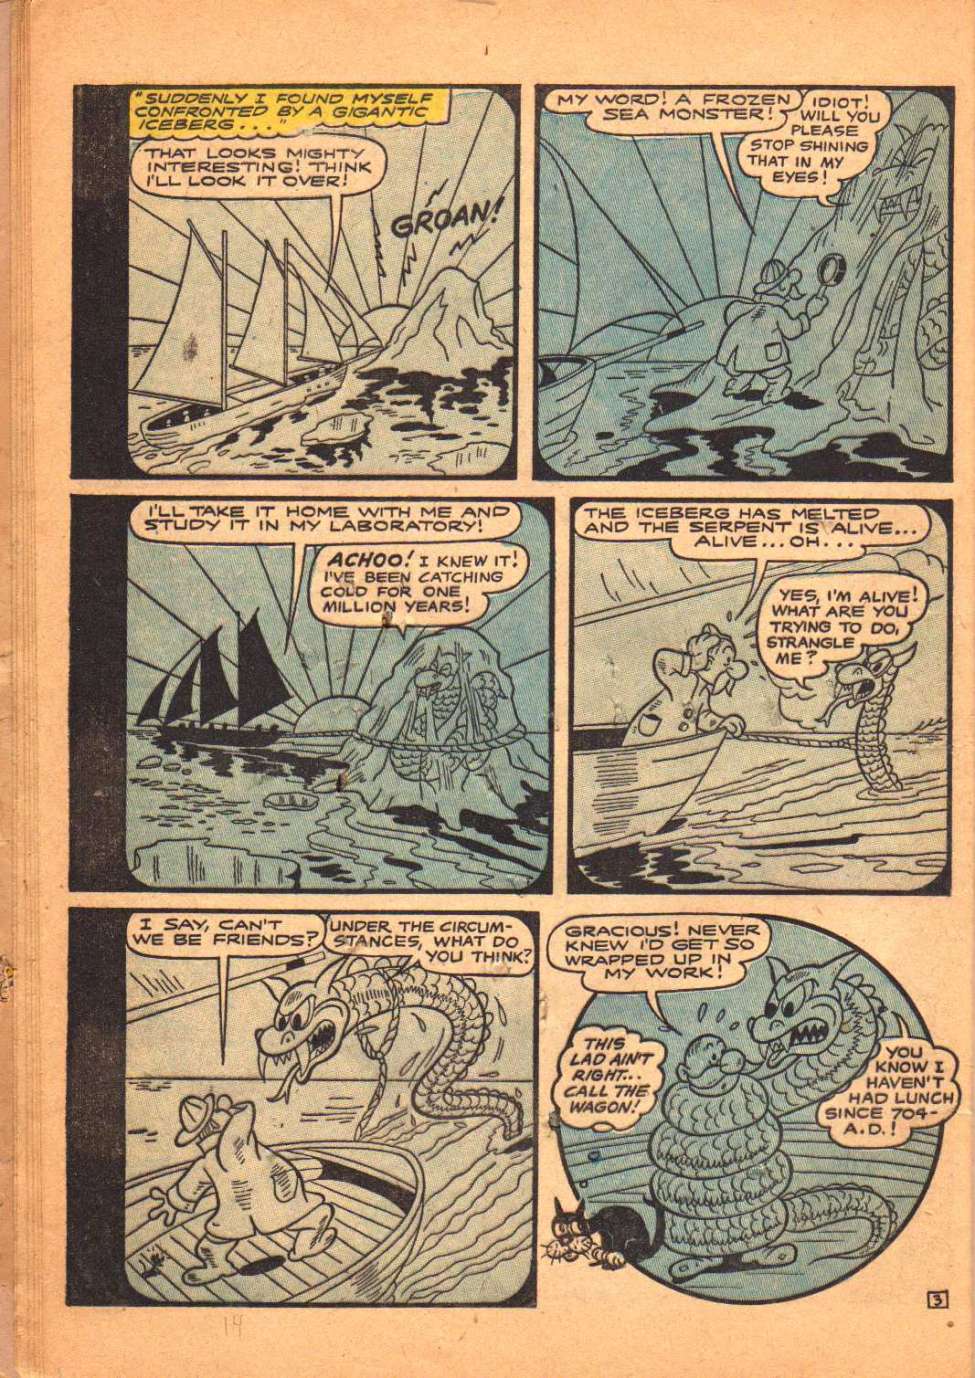 "SUDDENLY I FOUND MYSELF
CONFRONTED BY A GIGANTIC
ICEBERG..."
THAT LOOKS MIGHTY
INTERESTING! THINK
I'LL LOOK IT OVER!
GROAN!
MY WORD! A FROZEN
SEA MONSTER!
IDIOT!
WILL YOU
PLEASE
STOP SHINING
THAT IN MY
EYES!
I'LL TAKE IT HOME WITH ME AND
STUDY IT IN MY LABORATORY!
ACHOO! I KNEW IT!
I'VE BEEN CATCHING
COLD FOR ONE
MILLION YEARS!
THE ICEBERG HAS MELTED
AND THE SERPENT IS ALIVE...
ALIVE...OH...
YES, I'M ALIVE!
WHAT ARE YOU
TRYING TO DO,
STRANGLE
ME?
I SAY, CAN'T
WE BE FRIENDS?
UNDER THE CIRCUM-
STANCES, WHAT DO
YOU THINK?
GRACIOUS! NEVER
KNEW I'D GET SO
WRAPPED UP IN
MY WORK!
THIS
LAD AIN'T
RIGHT...
CALL THE
WAGON!
YOU
KNOW I
HAVEN'T
HAD LUNCH
SINCE 704-
A.D.!
3
14